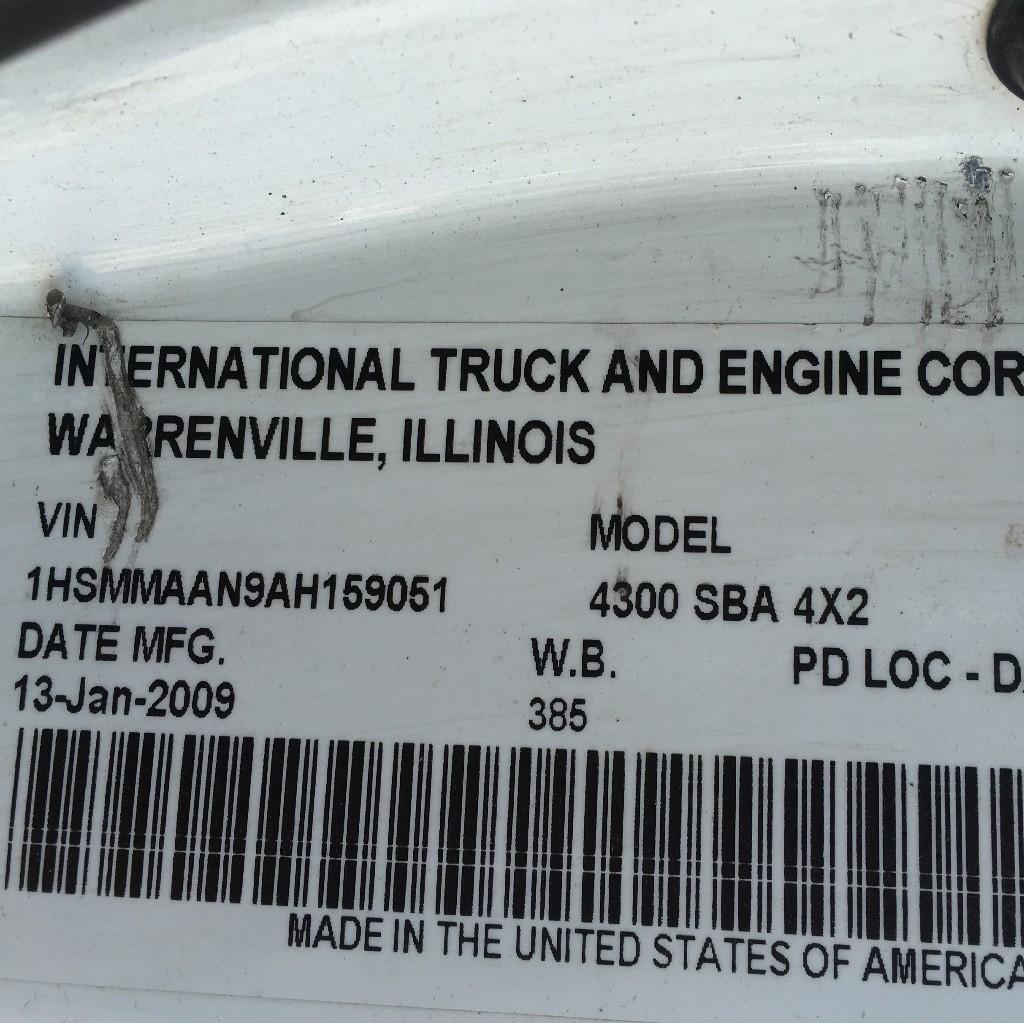 INTERNATIONAL TRUCK AND ENGINE COR
WARRENVILLE, ILLINOIS
VIN MODEL
1HSMMAAN9AH159051 4300 SBA 4X2
DATE MFG. W.B. PD LOC - D
13-Jan-2009 385
MADE IN THE UNITED STATES OF AMERICA